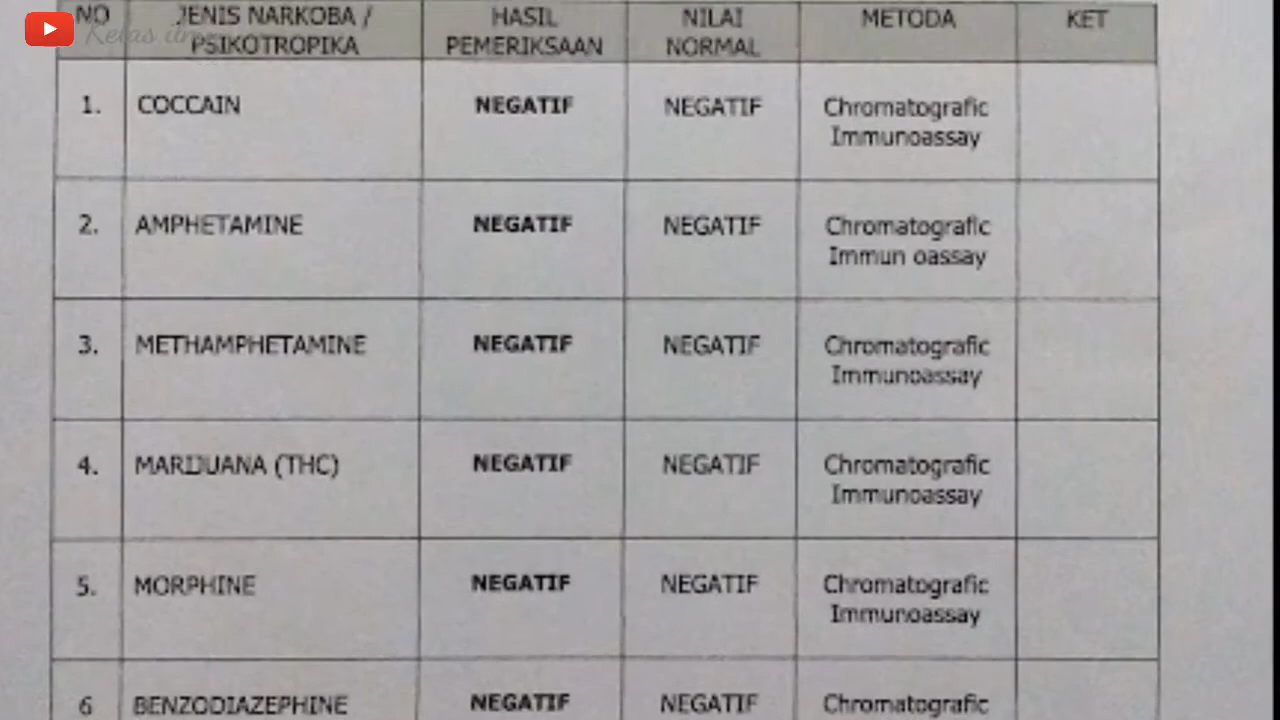 NO JENIS NARKOBA / HASIL NILAI METODA KET
PSIKOTROPIKA PEMERIKSAAN NORMAL
Kelas
1. COCCAIN NEGATIF NEGATIF Chromatografic
Immunoassay
2. AMPHETAMINE NEGATIF NEGATIF Chromatografic
Immun oassay
3. METHAMPHETAMINE NEGATIF NEGATIF Chromatografic
Immunoassay
4. MARIJUANA (THC) NEGATIF NEGATIF Chromatografic
Immunoassay
5. MORPHINE NEGATIF NEGATIF Chromatografic
Immunoassay
6 BENZODIAZEPHINE NEGATIF NEGATIF Chromatografic